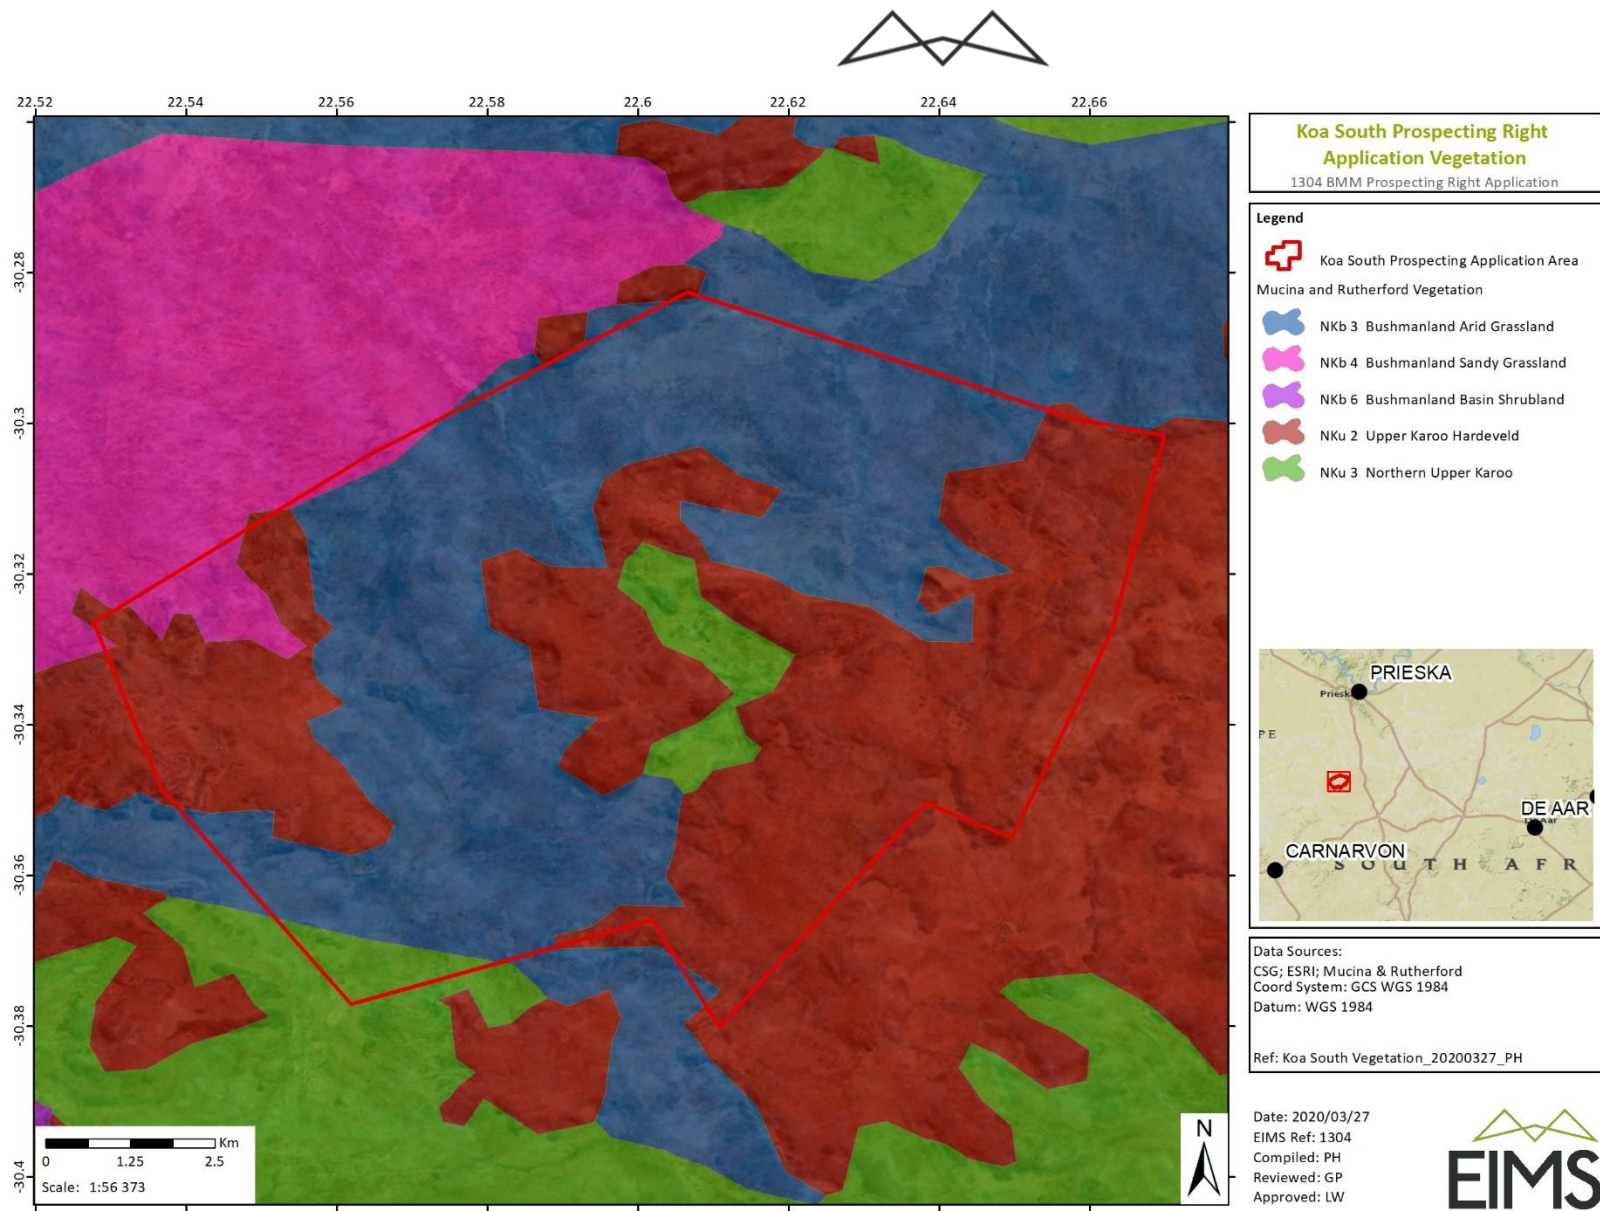 22.52 22.54 22.56 22.58 22.6 22.62 22.64 22.66
-30.28
-30.3
-30.32
-30.34
-30.36
-30.38
-30.4
Km
0 1.25 2.5
Scale: 1:56 373
N
Koa South Prospecting Right
Application Vegetation
1304 BMM Prospecting Right Application
Legend
Koa South Prospecting Application Area
Mucina and Rutherford Vegetation
NKb 3 Bushmanland Arid Grassland
NKb 4 Bushmanland Sandy Grassland
NKb 6 Bushmanland Basin Shrubland
NKu 2 Upper Karoo Hardeveld
NKu 3 Northern Upper Karoo
PRIESKA
Prieska
PE
DE AAR
CARNARVON
SOUTH AFR
Data Sources:
CSG; ESRI; Mucina & Rutherford
Coord System: GCS WGS 1984
Datum: WGS 1984
Ref: Koa South Vegetation_20200327_PH
Date: 2020/03/27
EIMS Ref: 1304
Compiled: PH
Reviewed: GP
Approved: LW
EIMS